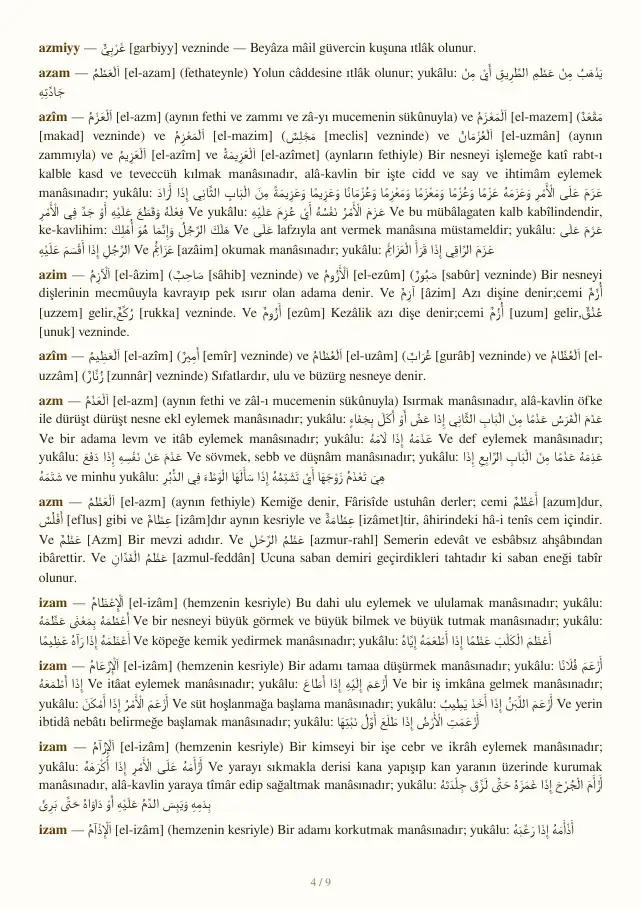 azmiyy — غَرْبِيٌّ [garbiyy] vezninde — Beyâza mâil güvercin kuşuna ıtlâk olunur.
azam — اَلْعَظَمُ [el-azam] (fethateynle) Yolun câddesine ıtlâk olunur; yukâlu: يَذْهَبُ مِنْ عَظَمِ الطَّرِيقِ أَيْ مِنْ
جَادَّتِهِ
azîm — اَلْعَزْمُ [el-azm] (aynın fethi ve zammı ve zâ-yı mucemenin sükûnuyla) ve اَلْمَعْزَمُ [el-mazem] (مَقْعَدٌ
[makad] vezninde) ve اَلْمَعْزِمُ [el-mazim] (مَجْلِسٌ [meclis] vezninde) ve اَلْعُزْمَانُ [el-uzmân] (aynın
zammıyla) ve اَلْعَزِيمُ [el-azîm] ve اَلْعَزِيمَةُ [el-azîmet] (aynların fethiyle) Bir nesneyi işlemeğe katî rabt-ı
kalble kasd ve teveccüh kılmak manâsınadır, alâ-kavlin bir işte cidd ve say ve ihtimâm eylemek
manâsınadır; yukâlu: عَزَمَ عَلَى الْأَمْرِ وَعَزَمَهُ عَزْمًا وَعُزْمًا وَمَعْزَمًا وَمَعْزِمًا وَعُزْمَانًا وَعَزِيمًا وَعَزِيمَةً مِنَ الْبَابِ الثَّانِي إِذَا أَرَادَ
فِعْلَهُ وَقَطَعَ عَلَيْهِ أَوْ جَدَّ فِي الْأَمْرِ Ve yukâlu: عَزَمَ الْأَمْرُ نَفْسُهُ أَيْ عُزِمَ عَلَيْهِ Ve bu mübâlagaten kalb kabîlindendir,
ke-kavlihim: هَلَكَ الرَّجُلُ وَإِنَّمَا هُوَ أُهْلِكَ Ve عَلَى lafzıyla ant vermek manâsına müstameldir; yukâlu: عَزَمَ عَلَى
الرَّجُلِ إِذَا أَقْسَمَ عَلَيْهِ Ve عَزَائِمُ [azâim] okumak manâsınadır; yukâlu: عَزَمَ الرَّاقِي إِذَا قَرَأَ الْعَزَائِمَ
azim — اَلْآزِمُ [el-âzim] (صَاحِبٌ [sâhib] vezninde) ve اَلْأَزُومُ [el-ezûm] (صَبُورٌ [sabûr] vezninde) Bir nesneyi
dişlerinin mecmûuyla kavrayıp pek ısırır olan adama denir. Ve آزِمٌ [âzim] Azı dişine denir;cemi أُزَّمٌ
[uzzem] gelir,رُكَّعٌ [rukka] vezninde. Ve أَزُومٌ [ezûm] Kezâlik azı dişe denir;cemi أُزُمٌ [uzum] gelir,عُنُقٌ
[unuk] vezninde.
azîm — اَلْعَظِيمُ [el-azîm] (أَمِيرٌ [emîr] vezninde) ve اَلْعُظَامُ [el-uzâm] (غُرَابٌ [gurâb] vezninde) ve اَلْعُظَّامُ [el-
uzzâm] (زُنَّارٌ [zunnâr] vezninde) Sıfatlardır, ulu ve büzürg nesneye denir.
azm — اَلْعَذْمُ [el-azm] (aynın fethi ve zâl-ı mucemenin sükûnuyla) Isırmak manâsınadır, alâ-kavlin öfke
ile dürüşt dürüşt nesne ekl eylemek manâsınadır; yukâlu: عَذَمَ الْفَرَسُ عَذْمًا مِنَ الْبَابِ الثَّانِي إِذَا عَضَّ أَوْ أَكَلَ بِجَفَاءٍ
Ve bir adama levm ve itâb eylemek manâsınadır; yukâlu: عَذَمَهُ إِذَا لَامَهُ Ve def eylemek manâsınadır;
yukâlu: عَذَمَ عَنْ نَفْسِهِ إِذَا دَفَعَ Ve sövmek, sebb ve düşnâm manâsınadır; yukâlu: عَذِمَهُ عَذْمًا مِنَ الْبَابِ الرَّابِعِ إِذَا
شَتَمَهُ ve minhu yukâlu: هِيَ تَعْذَمُ زَوْجَهَا أَيْ تَشْتِمُهُ إِذَا سَأَلَهَا الْوَطْءَ فِي الدُّبُرِ
azm — اَلْعَظْمُ [el-azm] (aynın fethiyle) Kemiğe denir, Fârisîde ustuhân derler; cemi أَعْظُمٌ [azum]dur,
أَفْلُسٌ [eflus] gibi ve عِظَامٌ [izâm]dır aynın kesriyle ve عِظَامَةٌ [izâmet]tir, âhirindeki hâ-i tenîs cem içindir.
Ve عَظْمٌ [Azm] Bir mevzi adıdır. Ve عَظْمُ الرَّحْلِ [azmur-rahl] Semerin edevât ve esbâbsız ahşâbından
ibârettir. Ve عَظْمُ الْفَدَّانِ [azmul-feddân] Ucuna saban demiri geçirdikleri tahtadır ki saban eneği tabîr
olunur.
izam — اَلْإِعْظَامُ [el-izâm] (hemzenin kesriyle) Bu dahi ulu eylemek ve ululamak manâsınadır; yukâlu:
أَعْظَمَهُ بِمَعْنَى عَظَّمَهُ Ve bir nesneyi büyük görmek ve büyük bilmek ve büyük tutmak manâsınadır; yukâlu:
أَعْظَمَهُ إِذَا رَآهُ عَظِيمًا Ve köpeğe kemik yedirmek manâsınadır; yukâlu: أَعْظَمَ الْكَلْبَ عَظْمًا إِذَا أَطْعَمَهُ إِيَّاهُ
izam — اَلْإِزْعَامُ [el-izâm] (hemzenin kesriyle) Bir adamı tamaa düşürmek manâsınadır; yukâlu: أَزْعَمَ فُلَانًا
إِذَا أَطْمَعَهُ Ve itâat eylemek manâsınadır; yukâlu: أَزْعَمَ إِلَيْهِ إِذَا أَطَاعَ Ve bir iş imkâna gelmek manâsınadır;
yukâlu: أَزْعَمَ الْأَمْرُ إِذَا أَمْكَنَ Ve süt hoşlanmağa başlama manâsınadır; yukâlu: أَزْعَمَ اللَّبَنُ إِذَا أَخَذَ يَطِيبُ Ve yerin
ibtidâ nebâtı belirmeğe başlamak manâsınadır; yukâlu: أَزْعَمَتِ الْأَرْضُ إِذَا طَلَعَ أَوَّلُ نَبْتِهَا
izam — اَلْإِرْآمُ [el-izâm] (hemzenin kesriyle) Bir kimseyi bir işe cebr ve ikrâh eylemek manâsınadır;
yukâlu: أَرْأَمَهُ عَلَى الْأَمْرِ إِذَا أَكْرَهَهُ Ve yarayı sıkmakla derisi kana yapışıp kan yaranın üzerinde kurumak
manâsınadır, alâ-kavlin yaraya tîmâr edip sağaltmak manâsınadır; yukâlu: أَرْأَمَ الْجُرْحَ إِذَا غَمَزَهُ حَتَّى لَزَّقَ جِلْدَتَهُ
بِدَمِهِ وَيَبِسَ الدَّمُ عَلَيْهِ أَوْ دَاوَاهُ حَتَّى بَرِئَ
izam — اَلْإِذْآمُ [el-izâm] (hemzenin kesriyle) Bir adamı korkutmak manâsınadır; yukâlu: أَذْأَمَهُ إِذَا رَعَّبَهُ
4 / 9